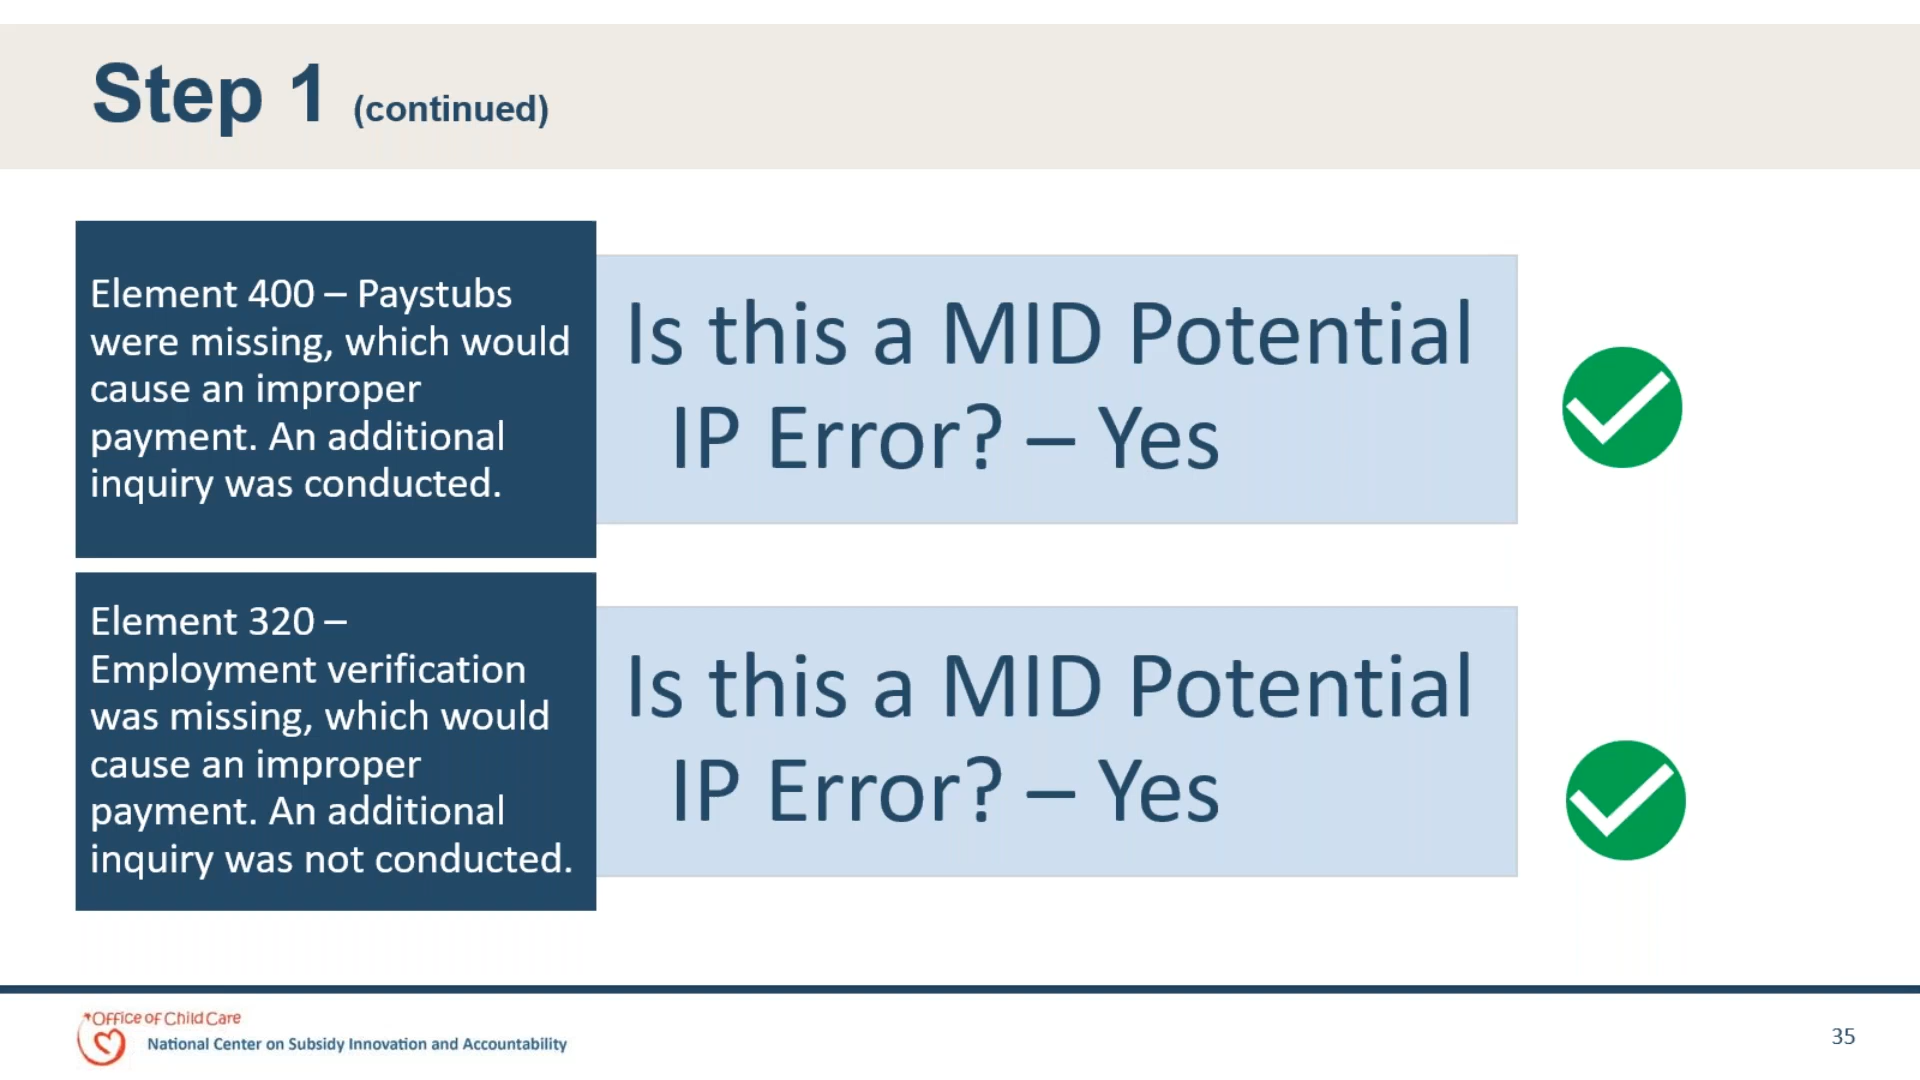 Step 1 (continued)
Element 400 – Paystubs
were missing, which would
cause an improper
payment. An additional
inquiry was conducted.
Is this a MID Potential
IP Error? – Yes
Element 320 –
Employment verification
was missing, which would
cause an improper
payment. An additional
inquiry was not conducted.
Is this a MID Potential
IP Error? – Yes
Office of Child Care
National Center on Subsidy Innovation and Accountability
35